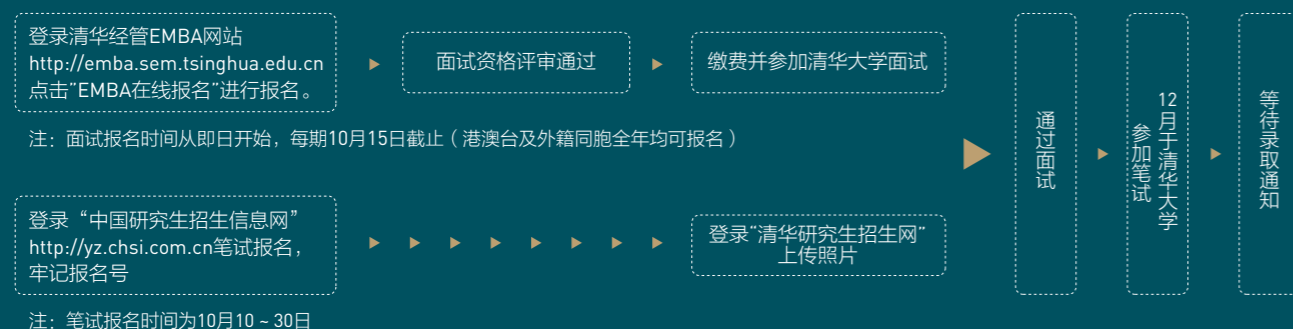 登录清华经管EMBA网站
http://emba.sem.tsinghua.edu.cn
点击"EMBA在线报名"进行报名。
面试资格评审通过
缴费并参加清华大学面试
注：面试报名时间从即日开始，每期10月15日截止（港澳台及外籍同胞全年均可报名）
登录“中国研究生招生信息网”
http://yz.chsi.com.cn笔试报名，
牢记报名号
登录"清华研究生招生网"
上传照片
注：笔试报名时间为10月10～30日
通过面试
12月于清华大学
参加笔试
等待录取通知